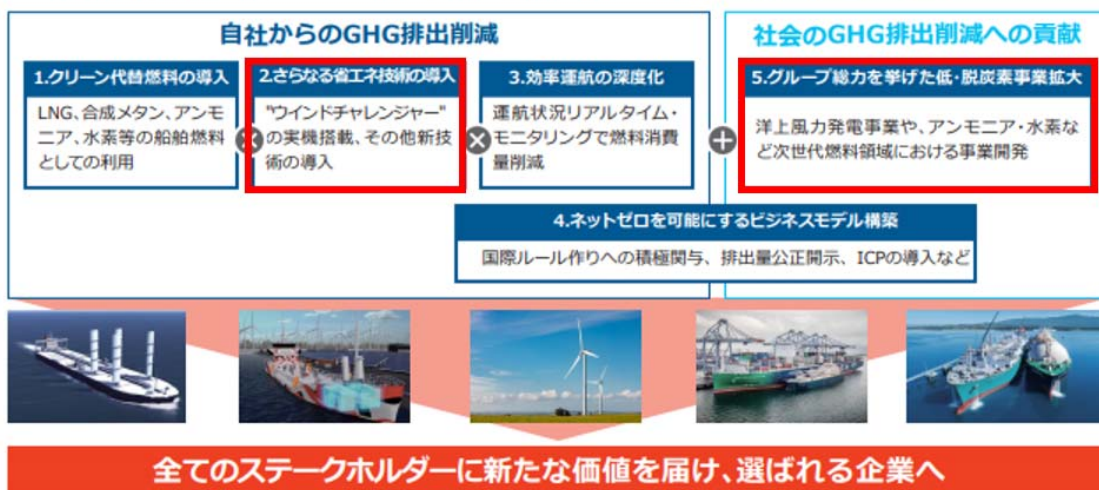 自社からのGHG排出削減
社会のGHG排出削減への貢献
1.クリーン代替燃料の導入
LNG、合成メタン、アンモ
ニア、水素等の船舶燃料
としての利用
2.さらなる省エネ技術の導入
"ウインドチャレンジャー"
の実機搭載、その他新技
術の導入
3.効率運航の深度化
運航状況リアルタイム・
モニタリングで燃料消費
量削減
5.グループ総力を挙げた低・脱炭素事業拡大
洋上風力発電事業や、アンモニア・水素な
ど次世代燃料領域における事業開発
4.ネットゼロを可能にするビジネスモデル構築
国際ルール作りへの積極関与、排出量公正開示、ICPの導入など
全てのステークホルダーに新たな価値を届け、選ばれる企業へ